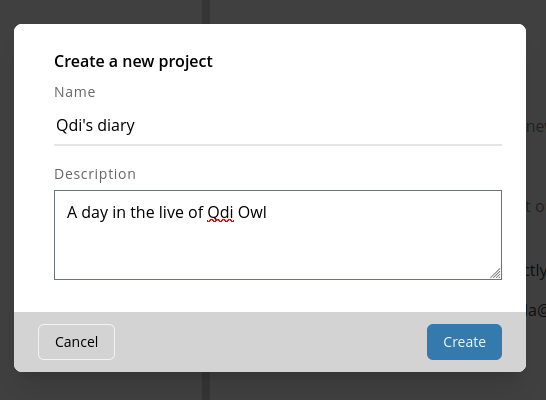 Create a new project
Name
Qdi's diary
Description
A day in the live of Qdi Owl
Cancel
Create